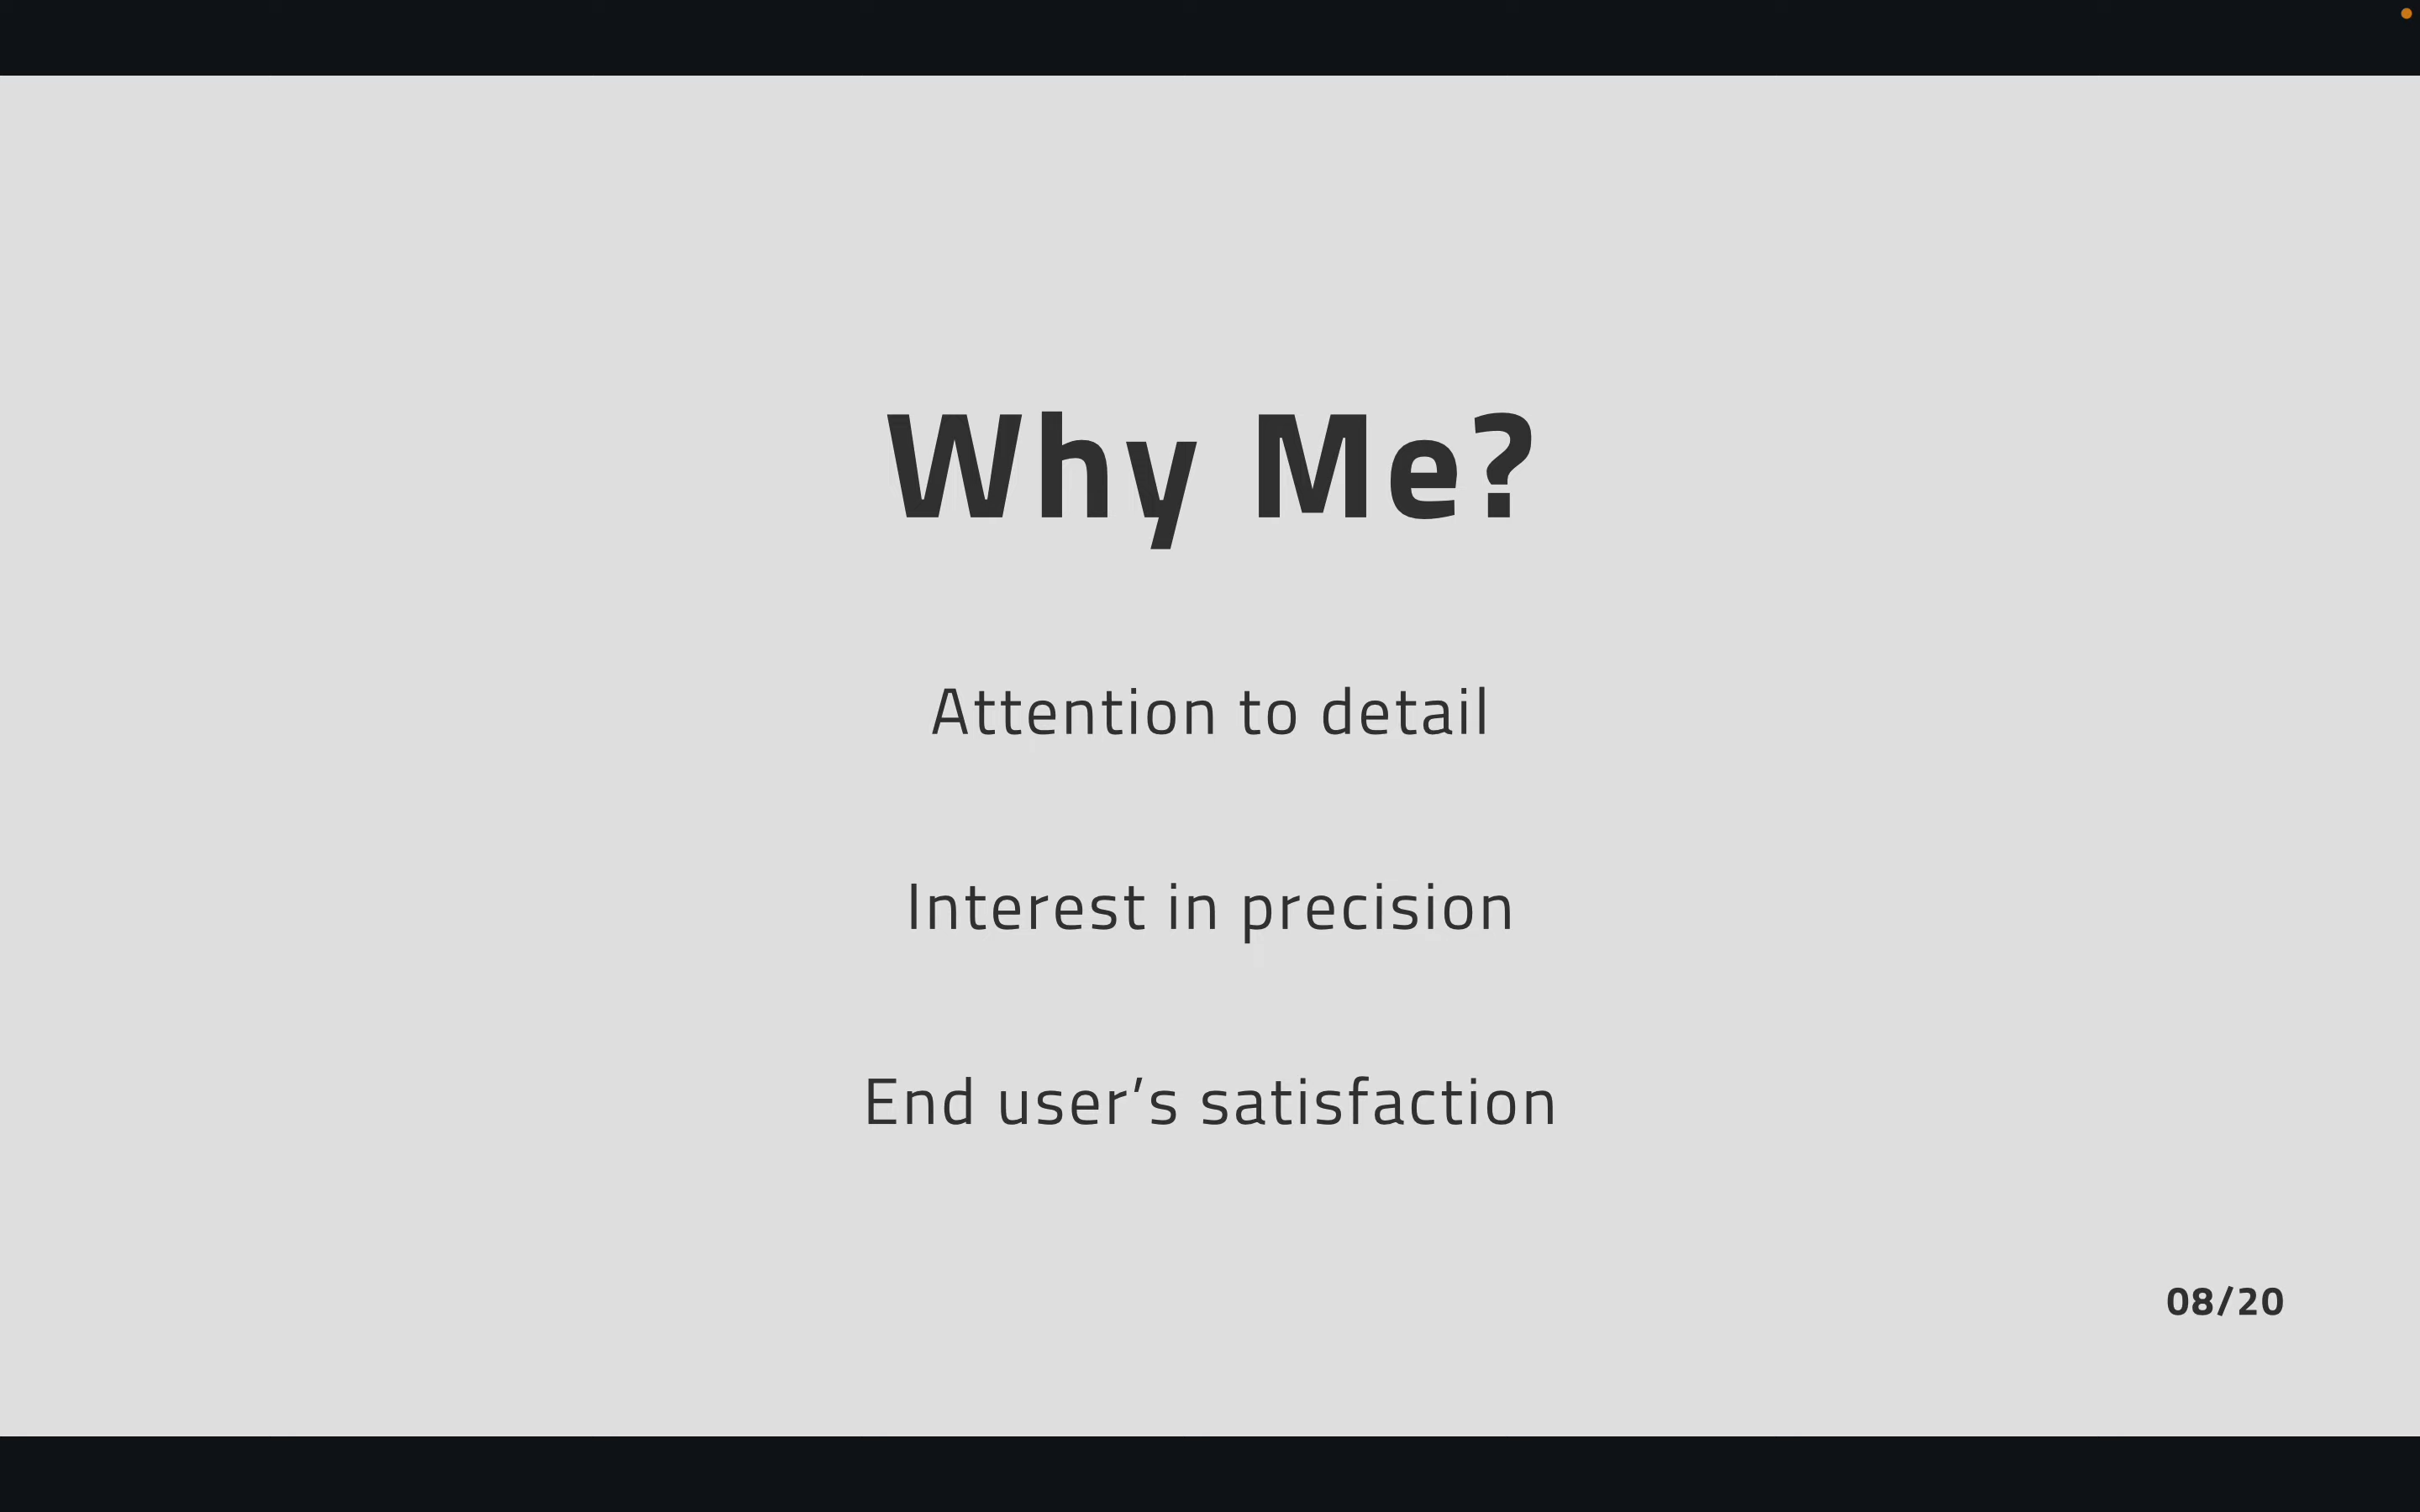 Why Me?
Attention to detail
Interest in precision
End user’s satisfaction
08/20